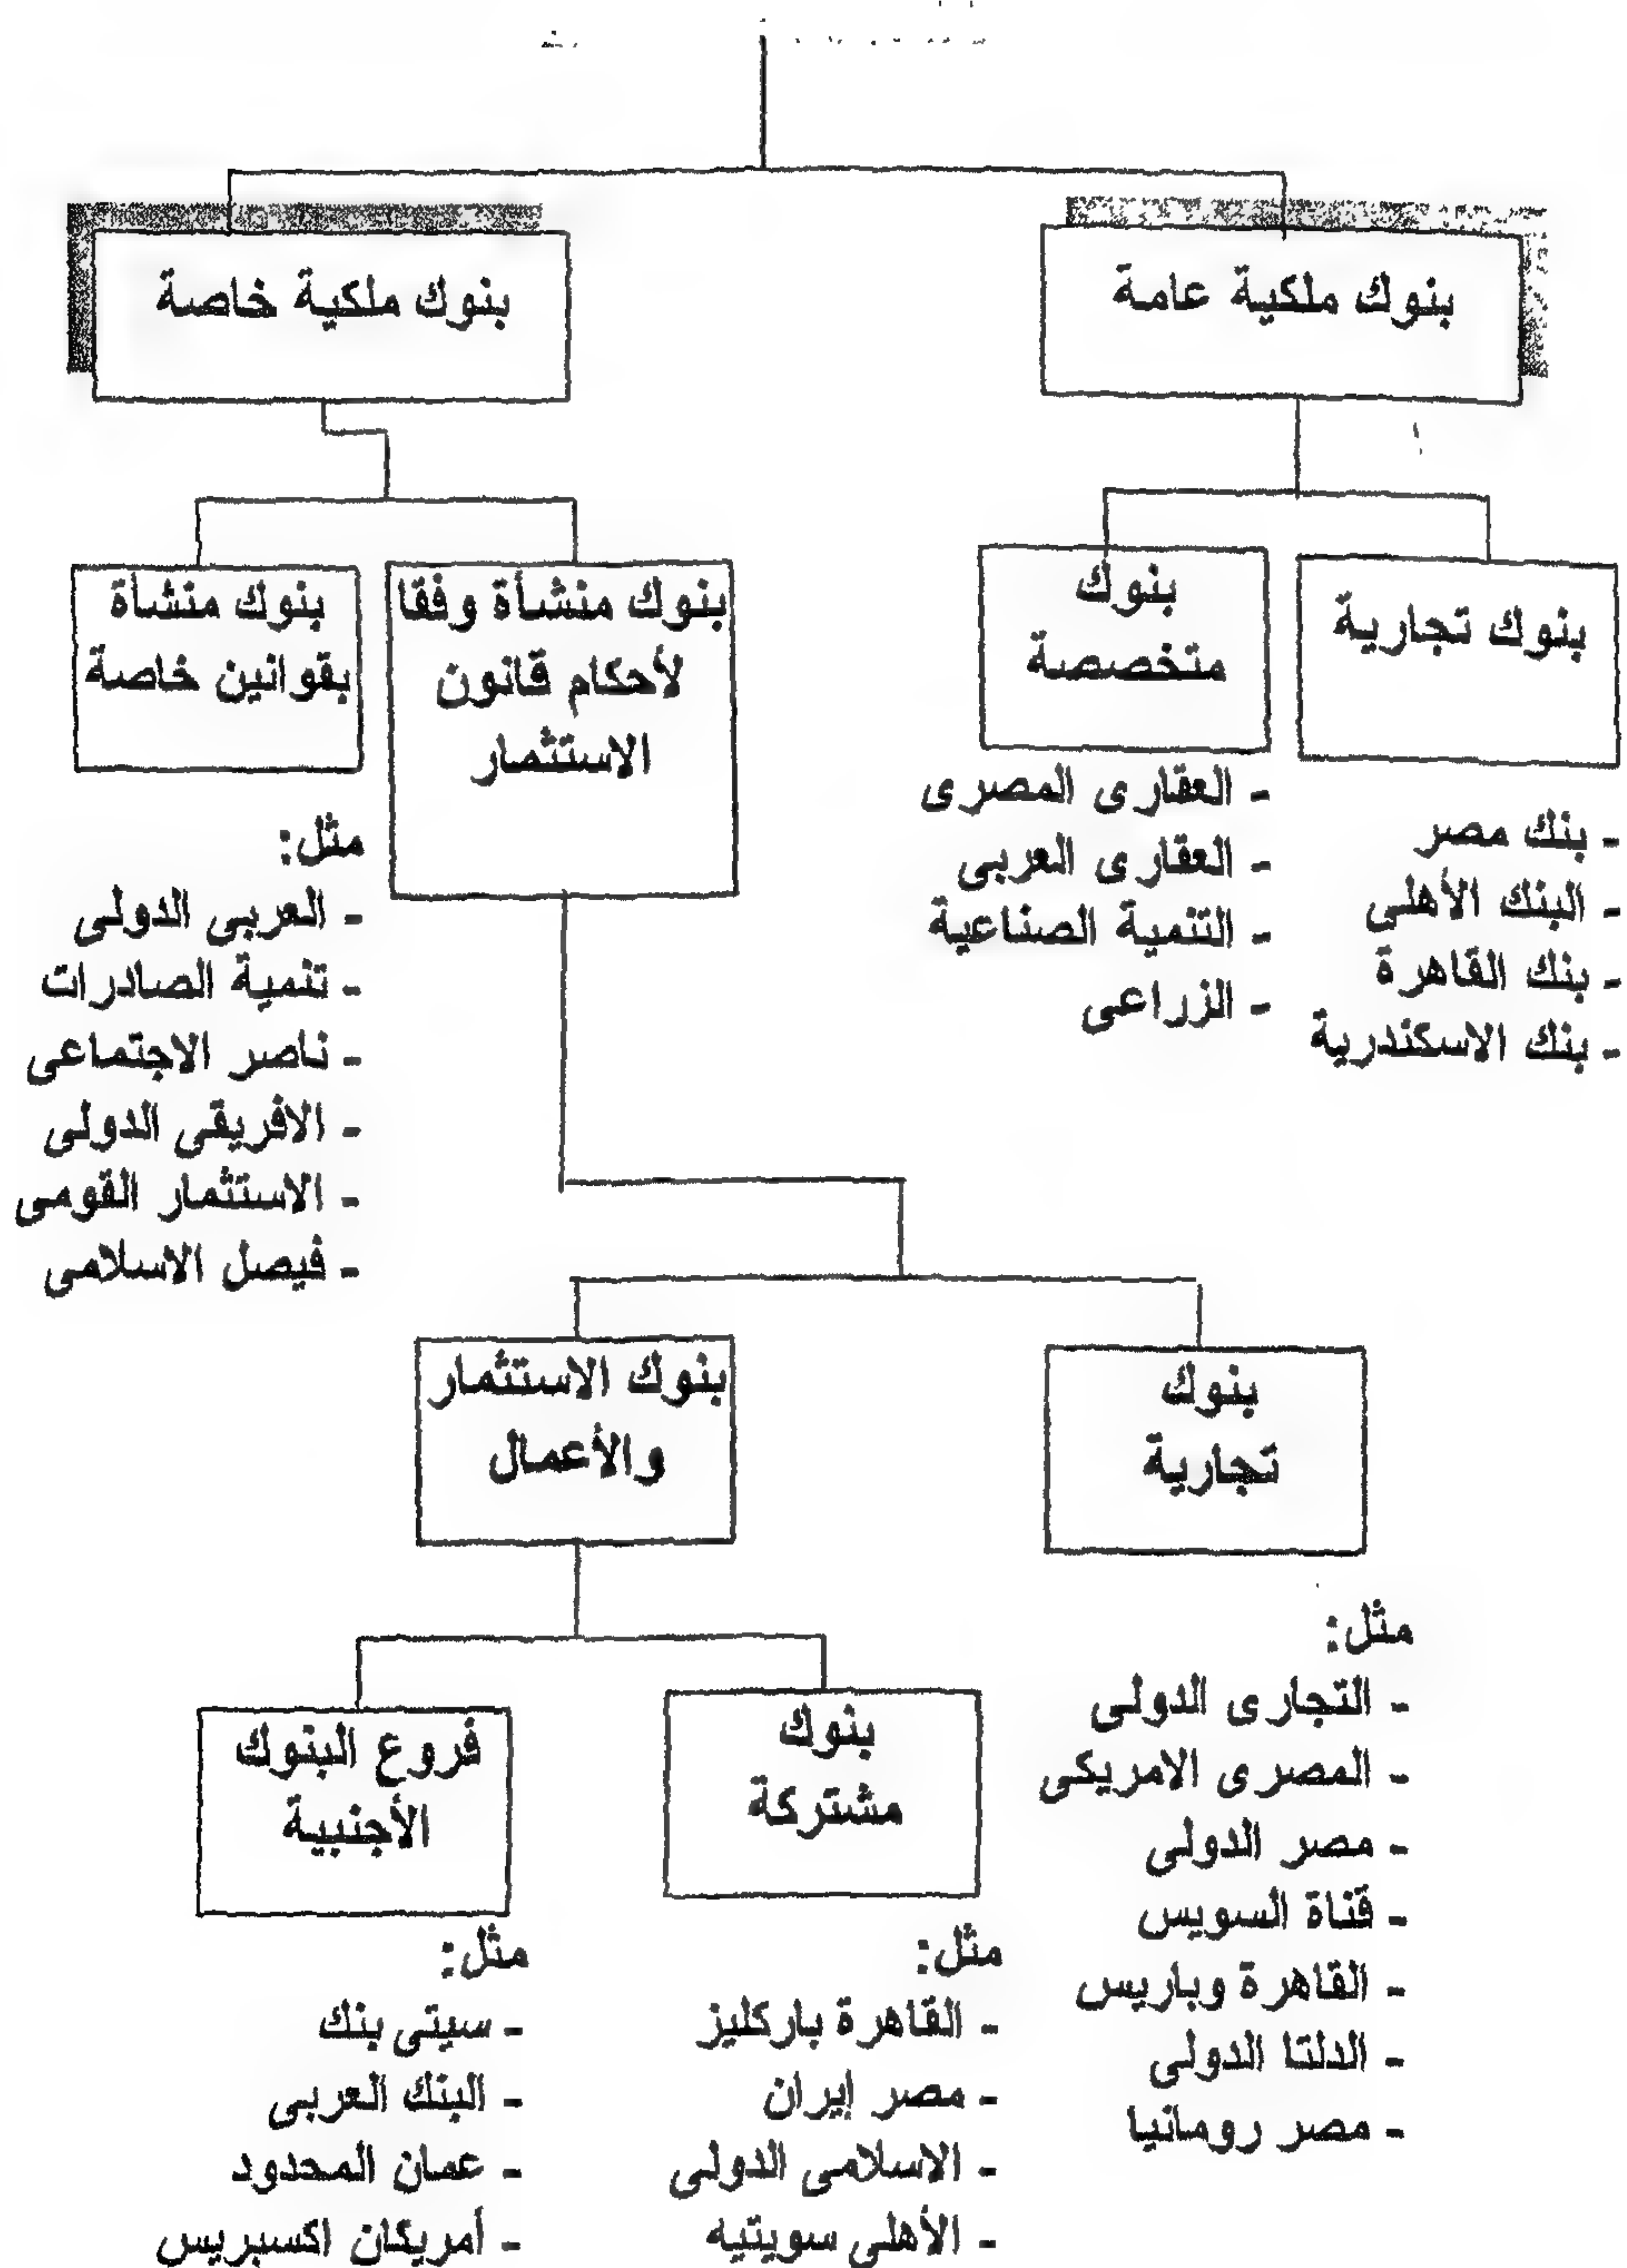 بنوك ملكية عامة
بنوك ملكية خاصة
بنوك تجارية
بنوك
متخصصة
بنوك منشأة وفقا
لأحكام قانون
الاستثمار
بنوك منشأة
بقوانين خاصة
- بنك مصر
- البنك الأهلى
- بنك القاهرة
- بنك الاسكندرية
- العقارى المصرى
- العقارى العربى
- التنمية الصناعية
- الزراعى
مثل:
- العربى الدولى
- تنمية الصادرات
- ناصر الاجتماعى
- الافريقى الدولى
- الاستثمار القومى
- فيصل الاسلامى
بنوك
تجارية
بنوك الاستثمار
والأعمال
مثل:
- التجارى الدولى
- المصرى الامريكى
- مصر الدولى
- قناة السويس
- القاهرة وباريس
- الدلتا الدولى
- مصر رومانيا
بنوك
مشتركة
فروع البنوك
الأجنبية
مثل:
- القاهرة باركليز
- مصر إيران
- الاسلامى الدولى
- الأهلى سويتيه
مثل:
- سيتى بنك
- البنك العربى
- عمان المحدود
- أمريكان اكسبريس